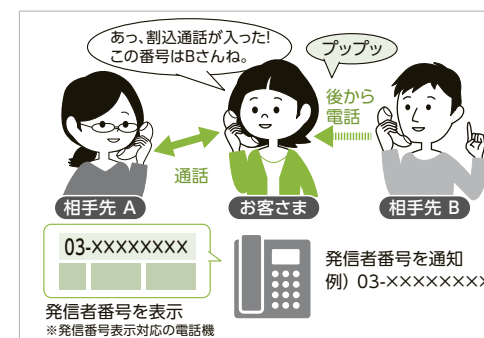 あっ、割込通話が入った!
この番号はBさんね。
プップッ
後から
電話
通話
相手先 A
お客さま
相手先 B
03-××××××××
発信者番号を表示
※発信番号表示対応の電話機
発信者番号を通知
例）03-××××××××